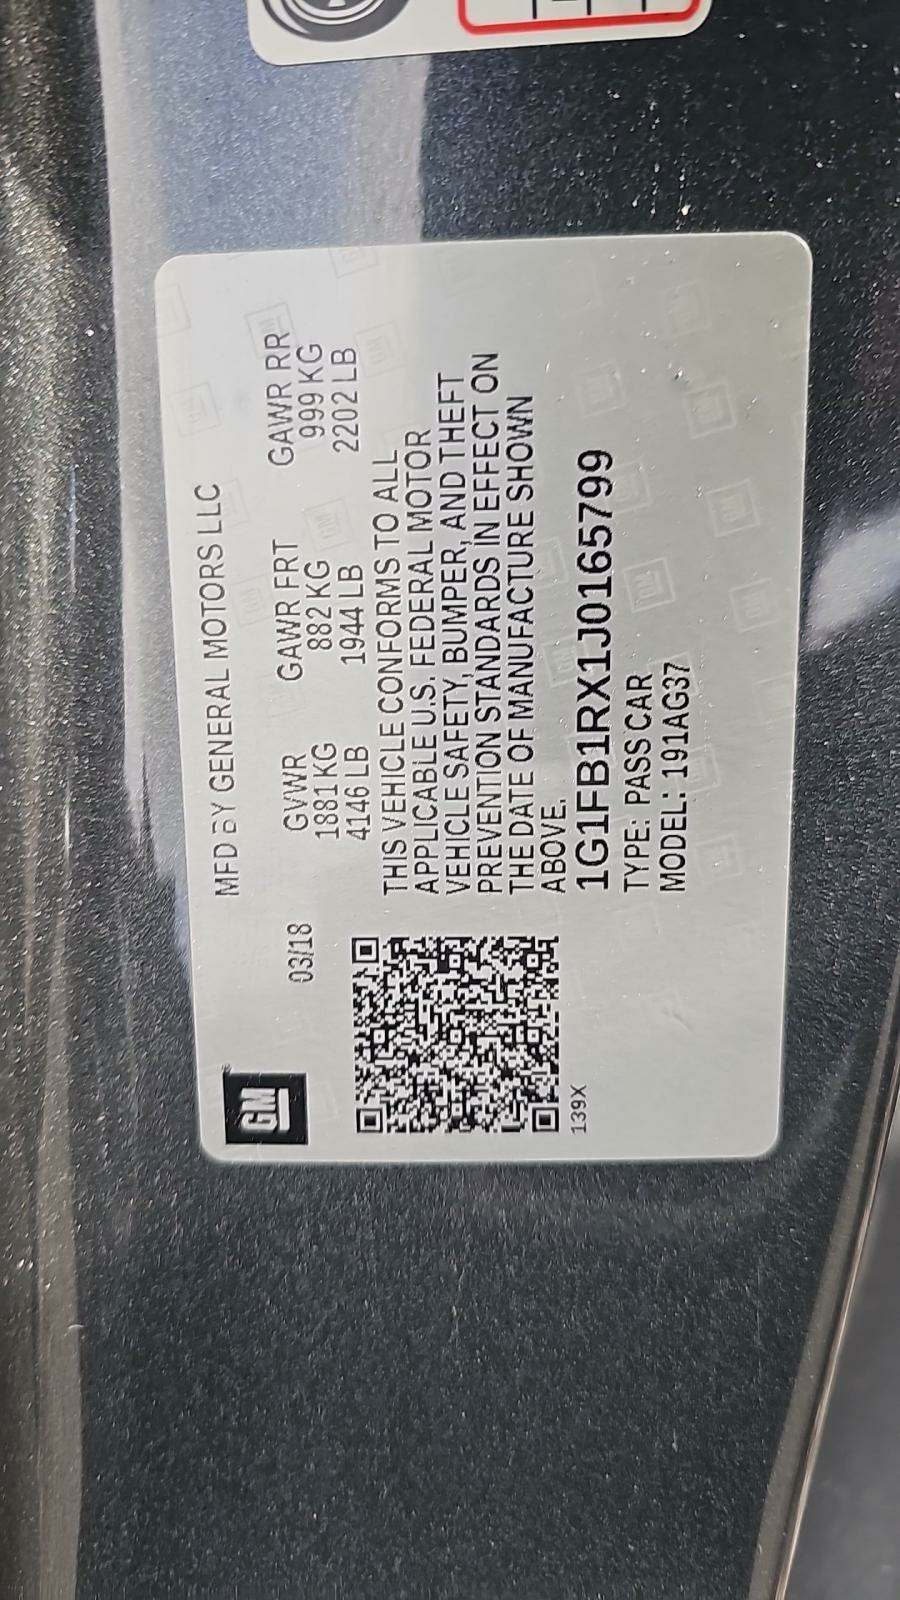 GM
MFD BY GENERAL MOTORS LLC
03/18
GVWR GAWR FRT GAWR RR
1881 KG 882 KG 999 KG
4146 LB 1944 LB 2202 LB
THIS VEHICLE CONFORMS TO ALL
APPLICABLE U.S. FEDERAL MOTOR
VEHICLE SAFETY, BUMPER, AND THEFT
PREVENTION STANDARDS IN EFFECT ON
THE DATE OF MANUFACTURE SHOWN
ABOVE.
1G1FB1RX1J0165799
TYPE: PASS CAR
MODEL: 191AG37
139X